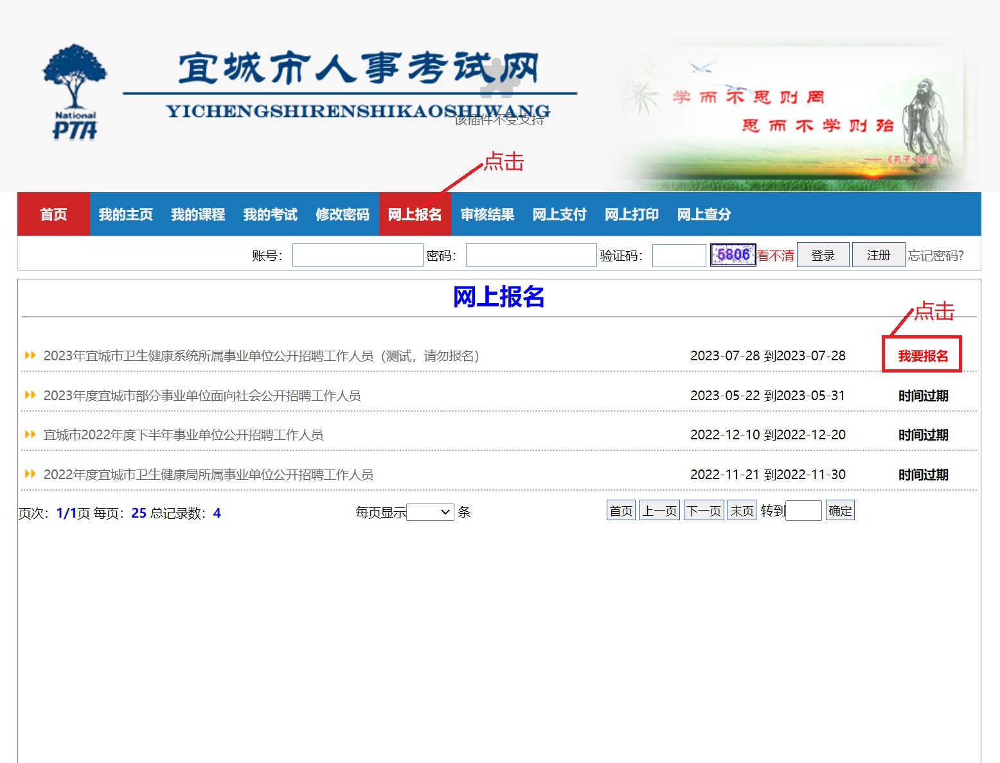 National
PTA
宜城市人事考试网
YICHENGSHIRENSHIKAOSHIWANG
该插件不受支持
学而不思则罔
思而不学则殆
——《孔子·论语》
点击
首页 我的主页 我的课程 我的考试 修改密码 网上报名 审核结果 网上支付 网上打印 网上查分
账号： 密码： 验证码： 5806 看不清 登录 注册 忘记密码?
网上报名
点击
2023年宜城市卫生健康系统所属事业单位公开招聘工作人员（测试，请勿报名） 2023-07-28 到2023-07-28 我要报名
2023年度宜城市部分事业单位面向社会公开招聘工作人员 2023-05-22 到2023-05-31 时间过期
宜城市2022年度下半年事业单位公开招聘工作人员 2022-12-10 到2022-12-20 时间过期
2022年度宜城市卫生健康局所属事业单位公开招聘工作人员 2022-11-21 到2022-11-30 时间过期
页次：1/1页 每页：25 总记录数：4 每页显示 条 首页 上一页 下一页 末页 转到 确定